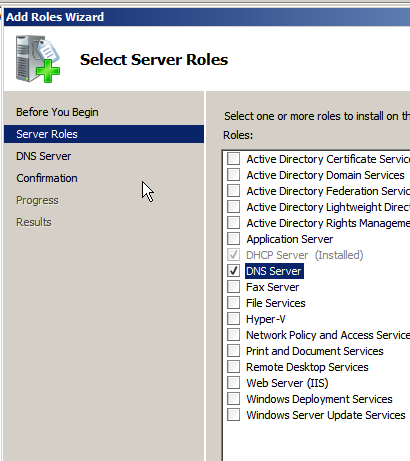 Add Roles Wizard
Select Server Roles
Before You Begin
Server Roles
DNS Server
Confirmation
Progress
Results
Select one or more roles to install on th
Roles:
Active Directory Certificate Servic
Active Directory Domain Services
Active Directory Federation Servic
Active Directory Lightweight Direc
Active Directory Rights Manageme
Application Server
DHCP Server (Installed)
DNS Server
Fax Server
File Services
Hyper-V
Network Policy and Access Service
Print and Document Services
Remote Desktop Services
Web Server (IIS)
Windows Deployment Services
Windows Server Update Services